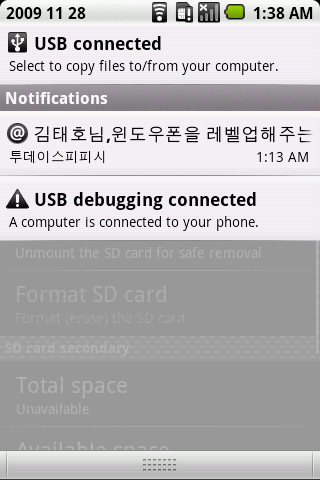 2009 11 28 1:38 AM
USB connected
Select to copy files to/from your computer.
Notifications
김태호님,윈도우폰을 레벨업해주는
투데이스피피시 1:13 AM
USB debugging connected
A computer is connected to your phone.
Unmount the SD card for safe removal
Format SD card
Format (erase) the SD card
SD card secondary
Total space
Unavailable
Available space